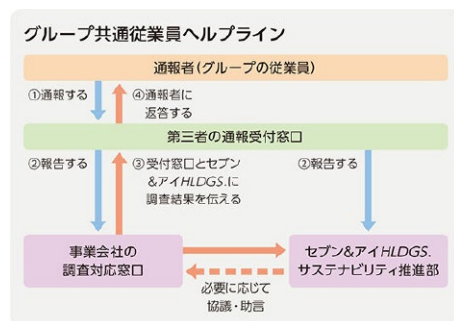 グループ共通従業員ヘルプライン
通報者(グループの従業員)
①通報する
④通報者に
返答する
第三者の通報受付窓口
②報告する
③受付窓口とセブン
&アイHLDGS.に
調査結果を伝える
②報告する
事業会社の
調査対応窓口
セブン&アイHLDGS.
サステナビリティ推進部
必要に応じて
協議・助言